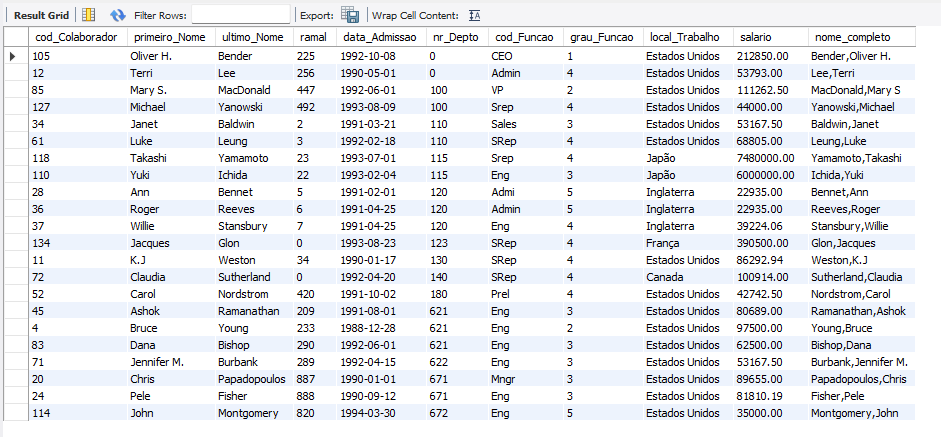 Result Grid Filter Rows: Export: Wrap Cell Content:
cod_Colaborador primeiro_Nome ultimo_Nome ramal data_Admissao nr_Depto cod_Funcao grau_Funcao local_Trabalho salario nome_completo
105 Oliver H. Bender 225 1992-10-08 0 CEO 1 Estados Unidos 212850.00 Bender,Oliver H.
12 Terri Lee 256 1990-05-01 0 Admin 4 Estados Unidos 53793.00 Lee,Terri
85 Mary S. MacDonald 447 1992-06-01 100 VP 2 Estados Unidos 111262.50 MacDonald,Mary S
127 Michael Yanowski 492 1993-08-09 100 Srep 4 Estados Unidos 44000.00 Yanowski,Michael
34 Janet Baldwin 2 1991-03-21 110 Sales 3 Estados Unidos 53167.50 Baldwin,Janet
61 Luke Leung 3 1992-02-18 110 SRep 4 Estados Unidos 68805.00 Leung,Luke
118 Takashi Yamamoto 23 1993-07-01 115 Srep 4 Japão 7480000.00 Yamamoto,Takashi
110 Yuki Ichida 22 1993-02-04 115 Eng 3 Japão 6000000.00 Ichida,Yuki
28 Ann Bennet 5 1991-02-01 120 Admi 5 Inglaterra 22935.00 Bennet,Ann
36 Roger Reeves 6 1991-04-25 120 Admin 5 Inglaterra 22935.00 Reeves,Roger
37 Willie Stansbury 7 1991-04-25 120 Eng 4 Inglaterra 39224.06 Stansbury,Willie
134 Jacques Glon 0 1993-08-23 123 SRep 4 França 390500.00 Glon,Jacques
11 K.J Weston 34 1990-01-17 130 SRep 4 Estados Unidos 86292.94 Weston,K.J
72 Claudia Sutherland 0 1992-04-20 140 SRep 4 Canada 100914.00 Sutherland,Claudia
52 Carol Nordstrom 420 1991-10-02 180 Prel 4 Estados Unidos 42742.50 Nordstrom,Carol
45 Ashok Ramanathan 209 1991-08-01 621 Eng 3 Estados Unidos 80689.00 Ramanathan,Ashok
4 Bruce Young 233 1988-12-28 621 Eng 2 Estados Unidos 97500.00 Young,Bruce
83 Dana Bishop 290 1992-06-01 621 Eng 3 Estados Unidos 62500.00 Bishop,Dana
71 Jennifer M. Burbank 289 1992-04-15 622 Eng 3 Estados Unidos 53167.50 Burbank,Jennifer M.
20 Chris Papadopoulos 887 1990-01-01 671 Mngr 3 Estados Unidos 89655.00 Papadopoulos,Chris
24 Pele Fisher 888 1990-09-12 671 Eng 3 Estados Unidos 81810.19 Fisher,Pele
114 John Montgomery 820 1994-03-30 672 Eng 5 Estados Unidos 35000.00 Montgomery,John